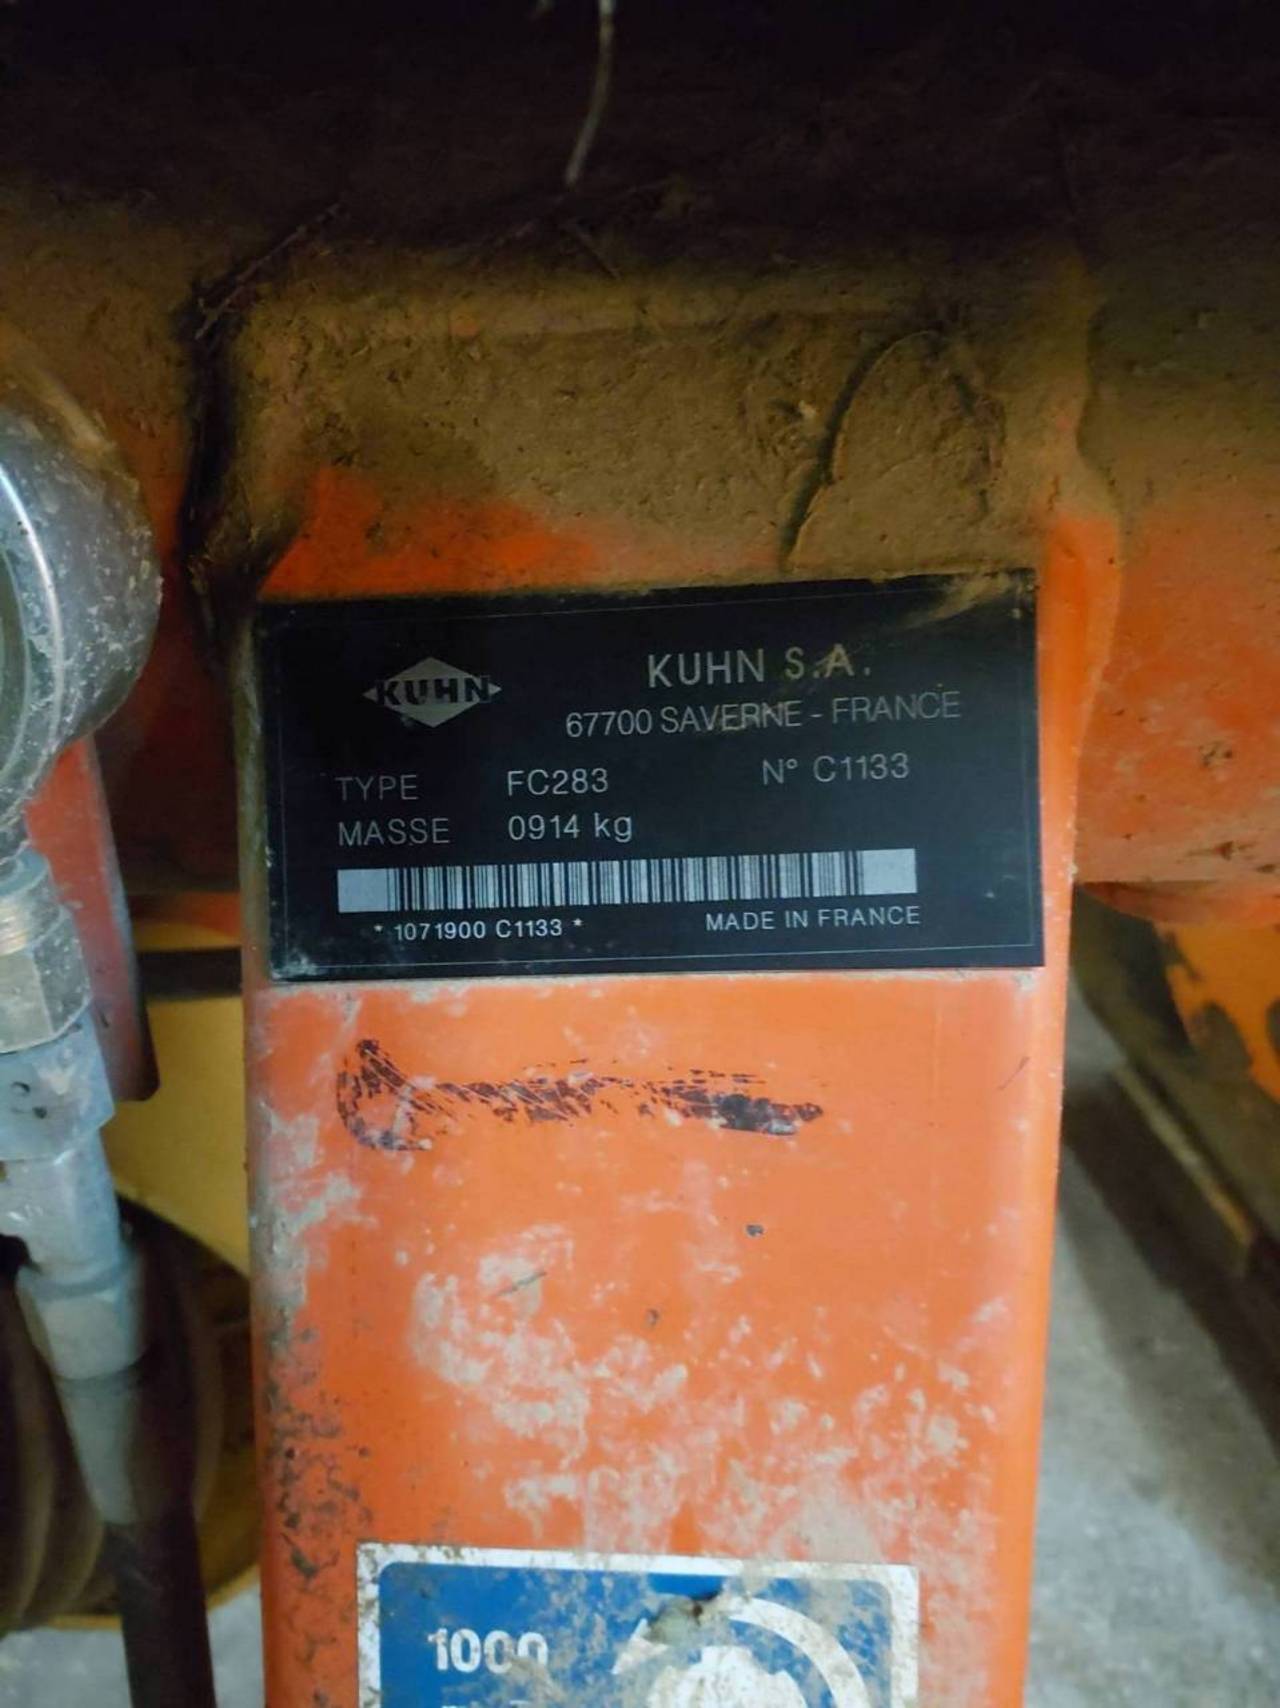 KUHN
KUHN S.A.
67700 SAVERNE - FRANCE
TYPE FC283 N° C1133
MASSE 0914 kg
* 1071900 C1133 * MADE IN FRANCE
1000